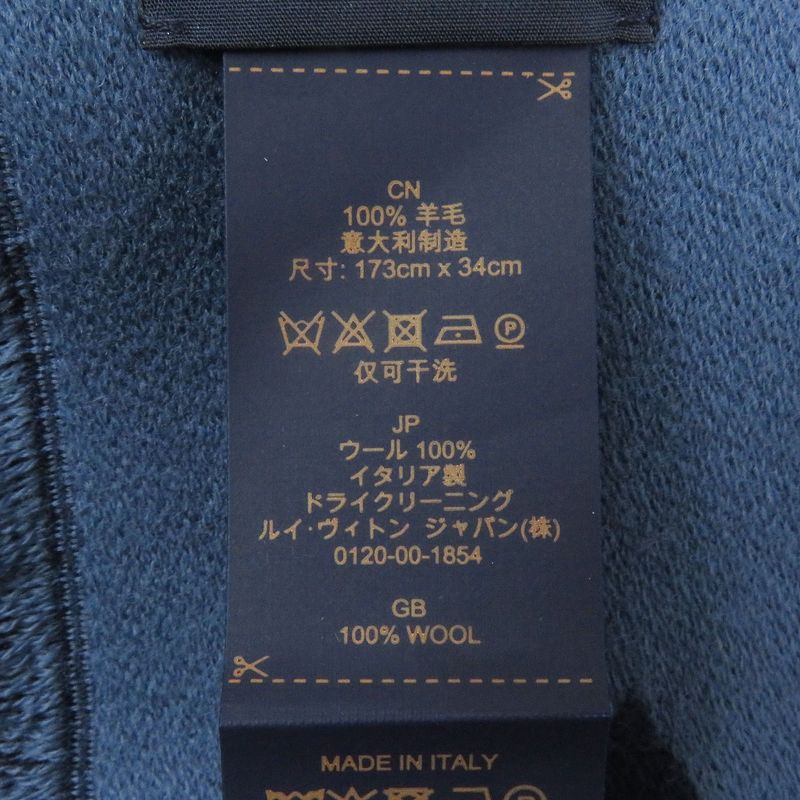 CN
100% 羊毛
意大利制造
尺寸: 173cm x 34cm
P
仅可干洗
JP
ウール 100%
イタリア製
ドライクリーニング
ルイ･ヴィトン ジャパン(株)
0120-00-1854
GB
100% WOOL
MADE IN ITALY